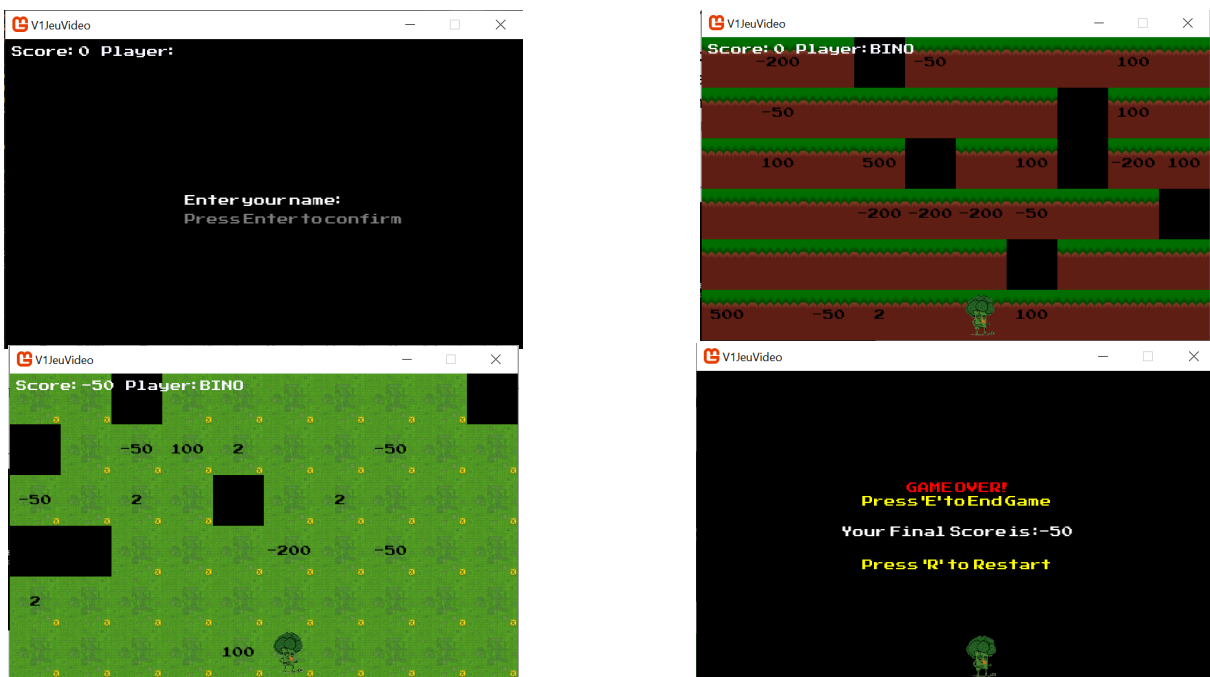 V1JeuVideo
Score: 0 Player:
Enter your name:
Press Enter to confirm
V1JeuVideo
Score: 0 Player: BINO
-200 -50 100
-50 100
100 500 100 -200 100
-200 -200 -200 -50
500 -50 2 100
V1JeuVideo
Score: -50 Player: BINO
-50 100 2 -50
-50 2 2
-200 -50
2
100
V1JeuVideo
GAME OVER!
Press 'E' to End Game
Your Final Score is:-50
Press 'R' to Restart